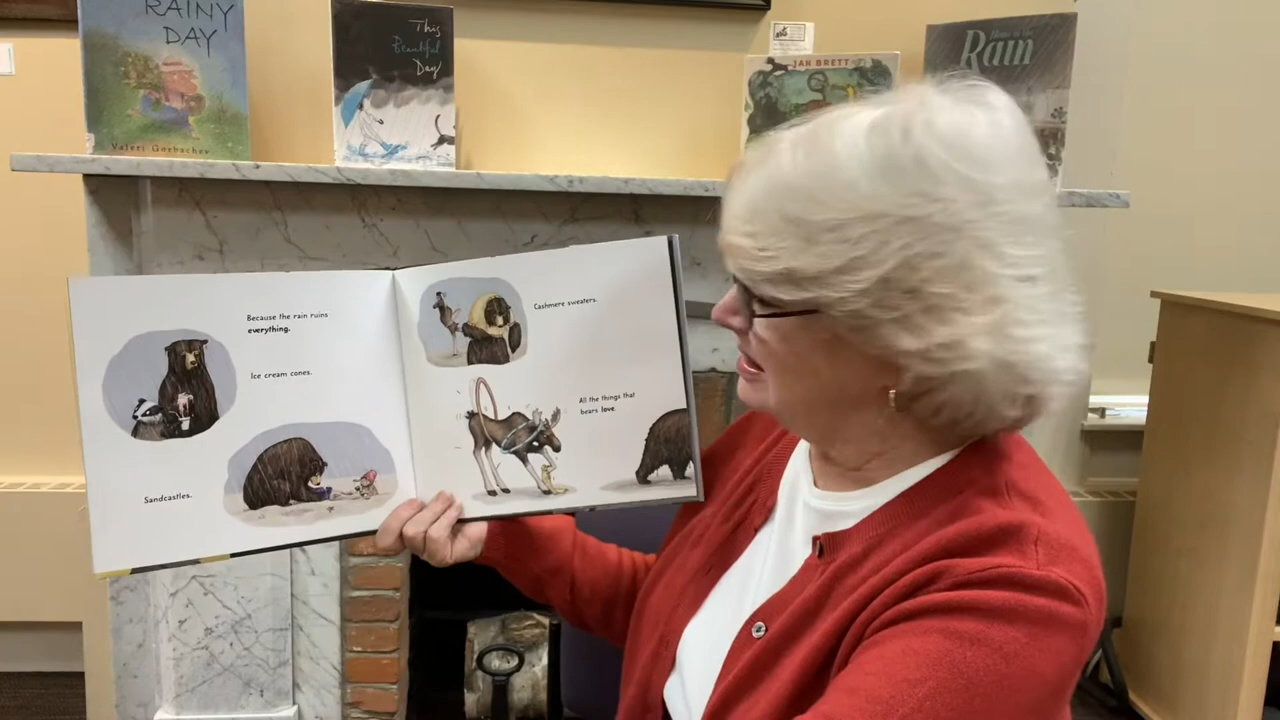 RAINY
DAY
Valeri Gorbachev
This
Beautiful
Day
JAN BRETT
Rain
Because the rain ruins
everything.
Ice cream cones.
Sandcastles.
Cashmere sweaters.
All the things that
bears love.